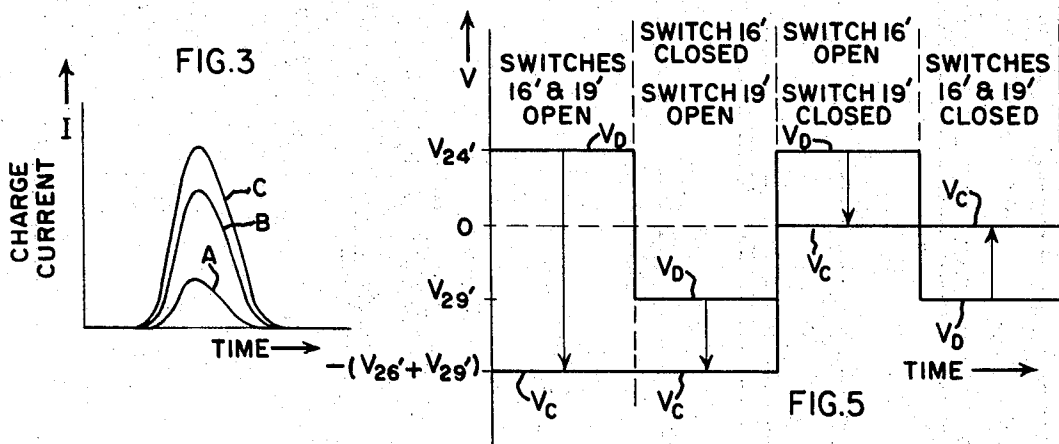 FIG.3
I
CHARGE
CURRENT
C
B
A
TIME
V
SWITCHES
16' & 19'
OPEN
SWITCH 16'
CLOSED
SWITCH 19'
OPEN
SWITCH 16'
OPEN
SWITCH 19'
CLOSED
SWITCHES
16' & 19'
CLOSED
V24'
O
V29'
-(V26'+V29')
VD
VC
VD
VC
VD
VC
VC
VD
TIME
FIG.5